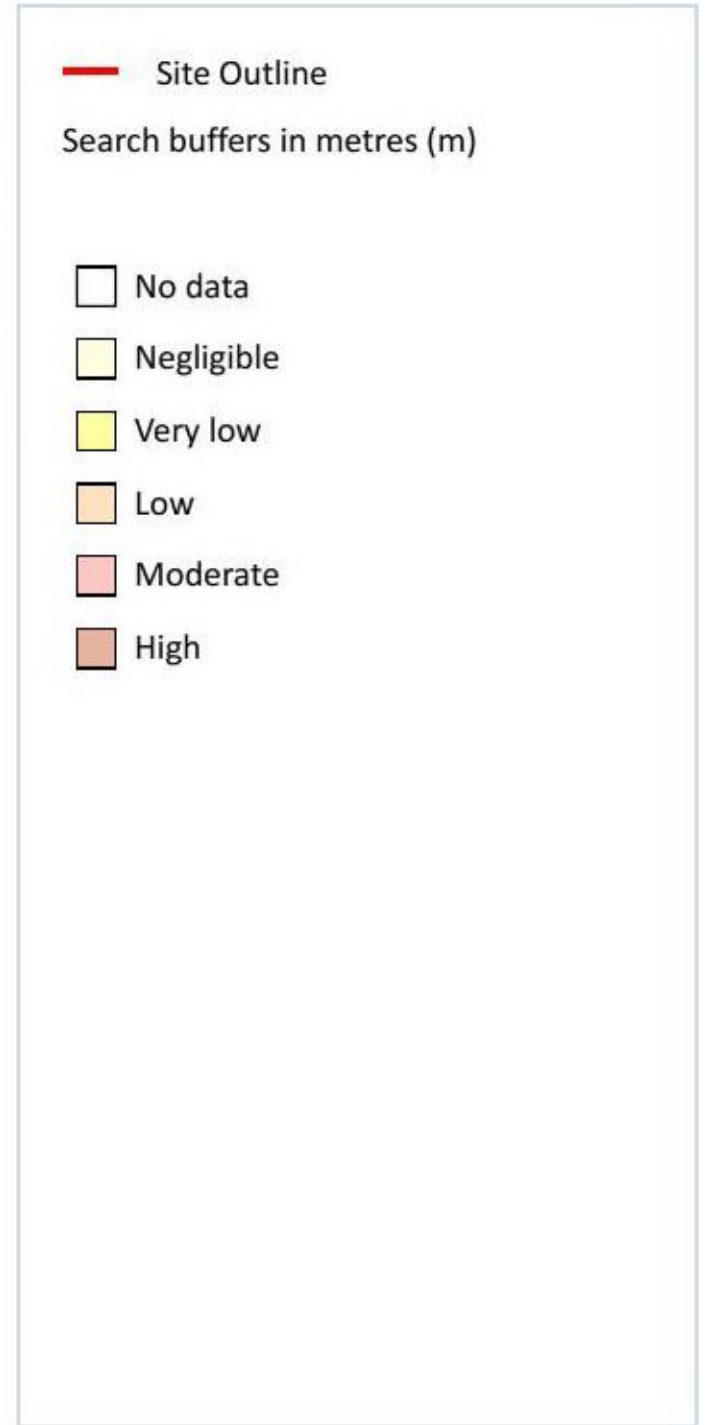 Site Outline
Search buffers in metres (m)
No data
Negligible
Very low
Low
Moderate
High